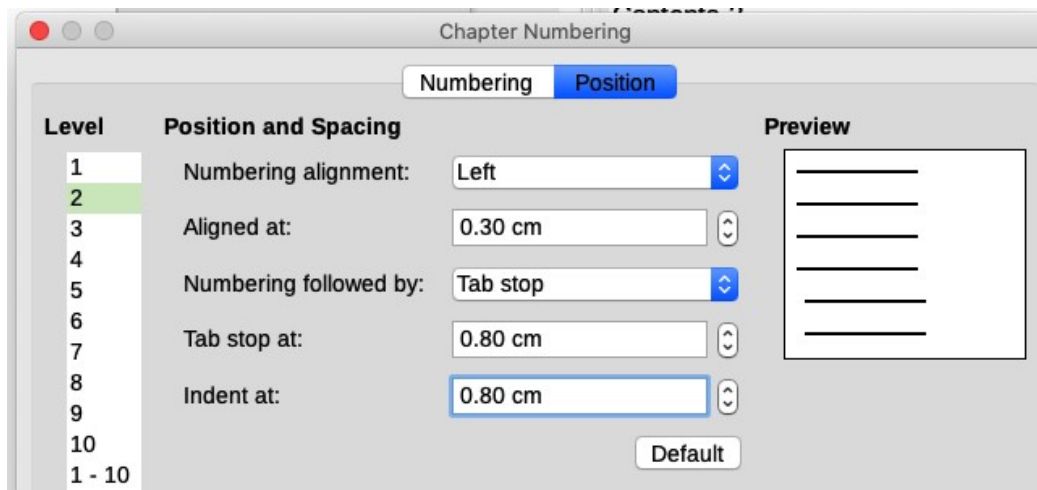 Chapter Numbering
Numbering Position
Level Position and Spacing Preview
1
Numbering alignment: Left
2
3
Aligned at: 0.30 cm
4
5
Numbering followed by: Tab stop
6
7
Tab stop at: 0.80 cm
8
9
Indent at: 0.80 cm
10
1 - 10
Default